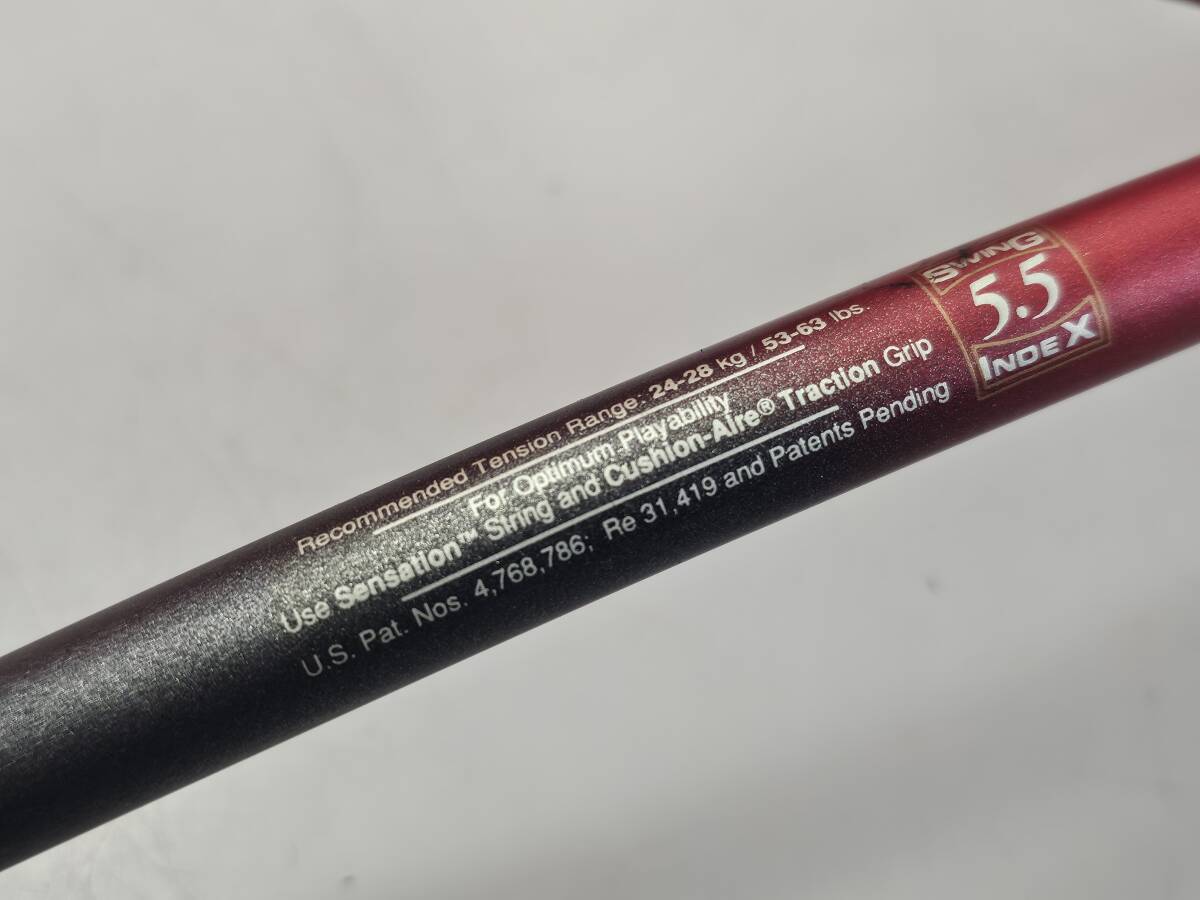 Recommended Tension Range: 24-28 kg / 53-63 lbs.
For Optimum Playability
Use Sensation™ String and Cushion-Aire® Traction Grip
U.S. Pat. Nos. 4,768,786; Re 31,419 and Patents Pending
SWING
5.5
INDEX